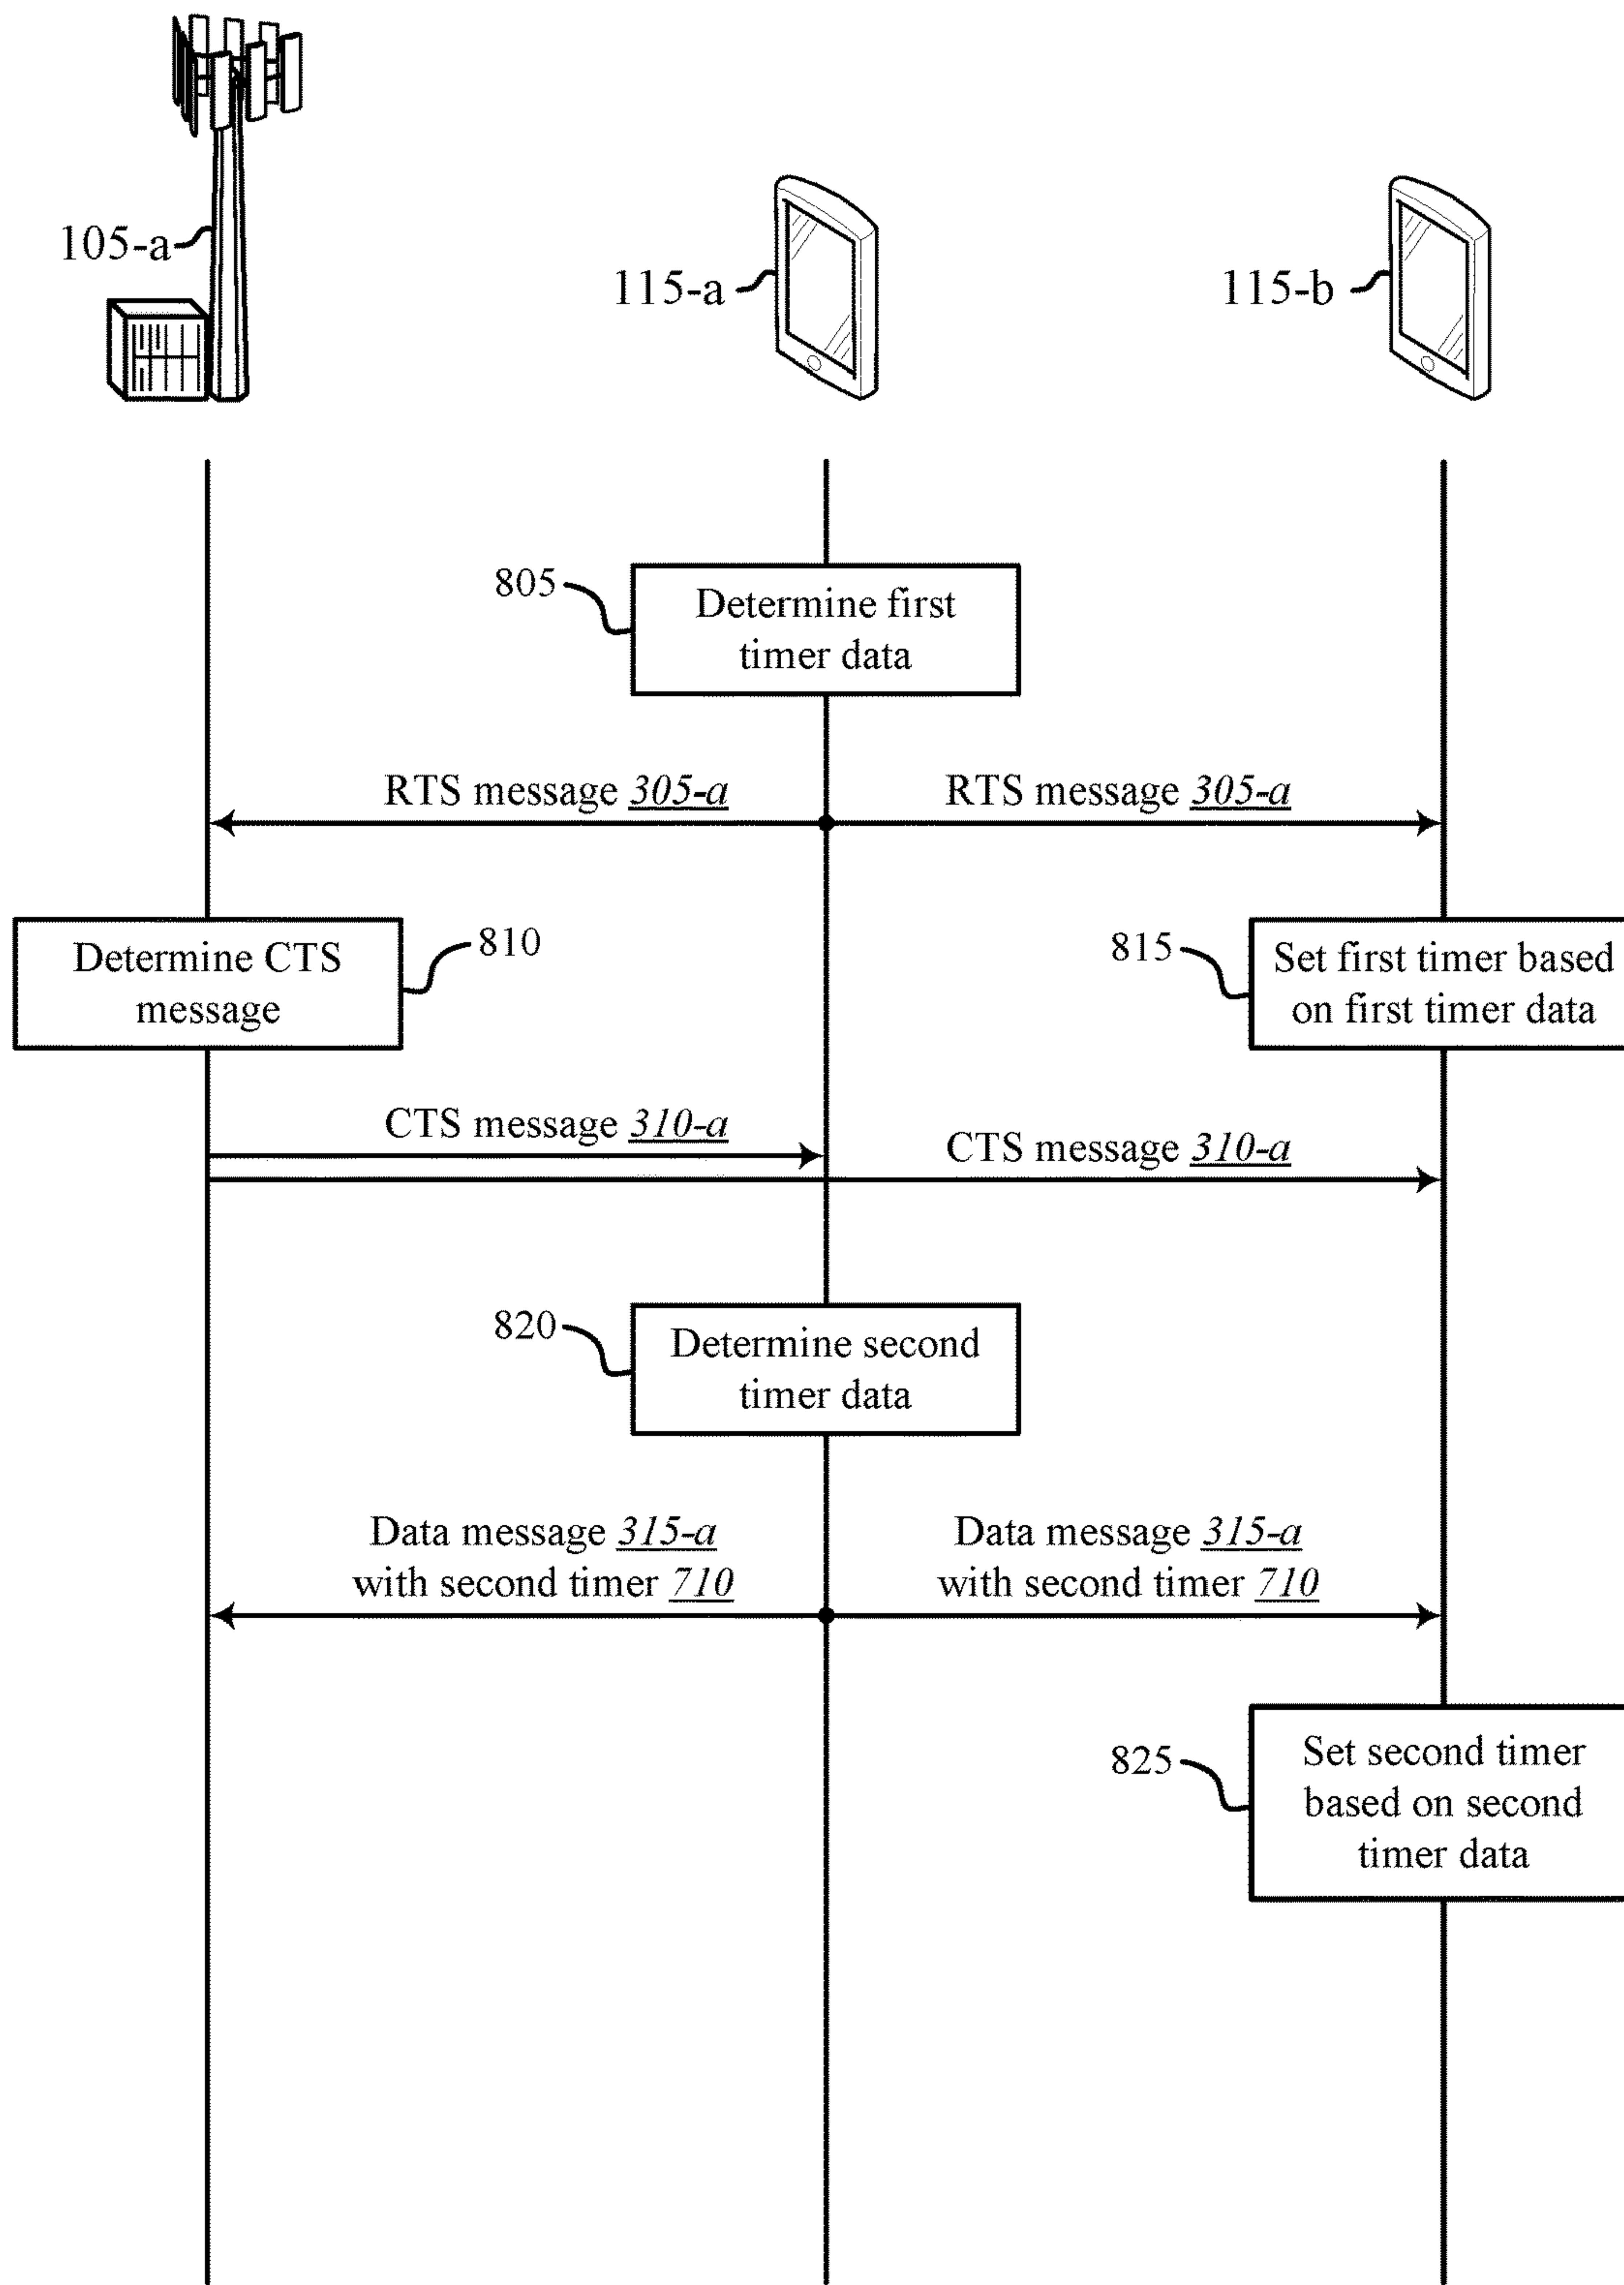 105-a
115-a
115-b
805
Determine first
timer data
RTS message 305-a
RTS message 305-a
Determine CTS
message
810
815
Set first timer based
on first timer data
CTS message 310-a
CTS message 310-a
820
Determine second
timer data
Data message 315-a
with second timer 710
Data message 315-a
with second timer 710
825
Set second timer
based on second
timer data